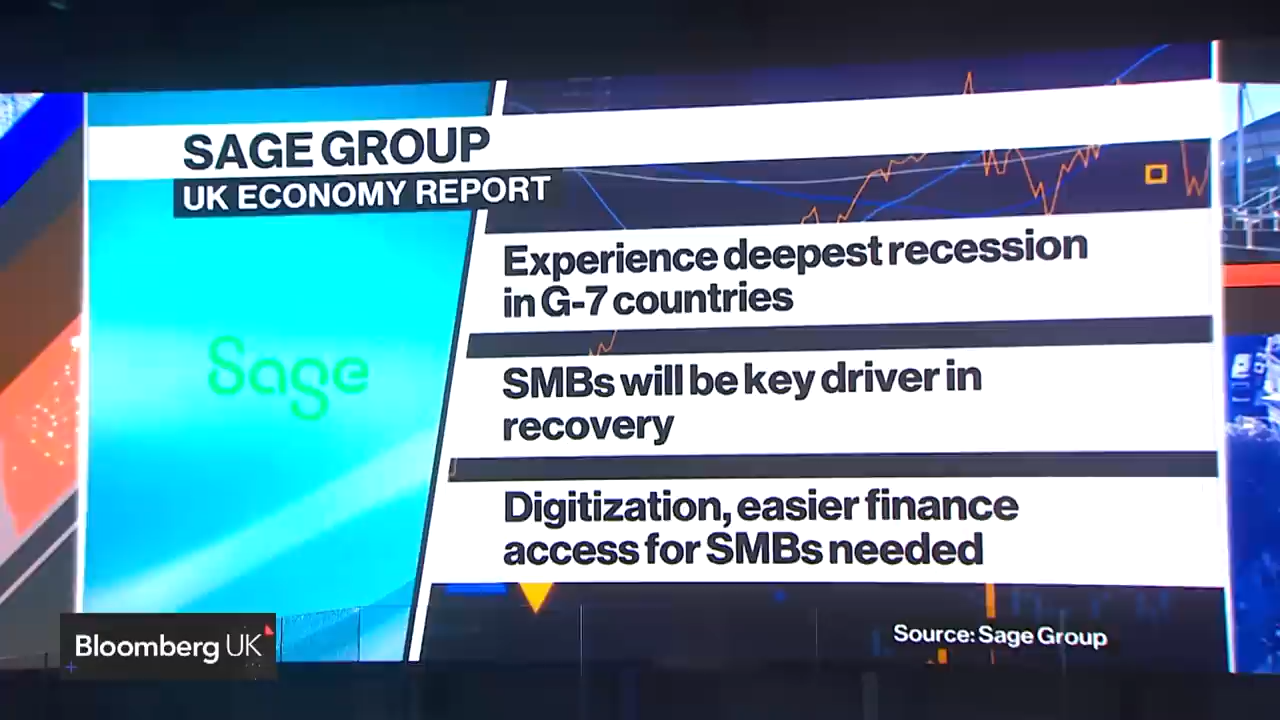 SAGE GROUP
UK ECONOMY REPORT
Experience deepest recession
in G-7 countries
Sage
SMBs will be key driver in
recovery
Digitization, easier finance
access for SMBs needed
Source: Sage Group
Bloomberg UK